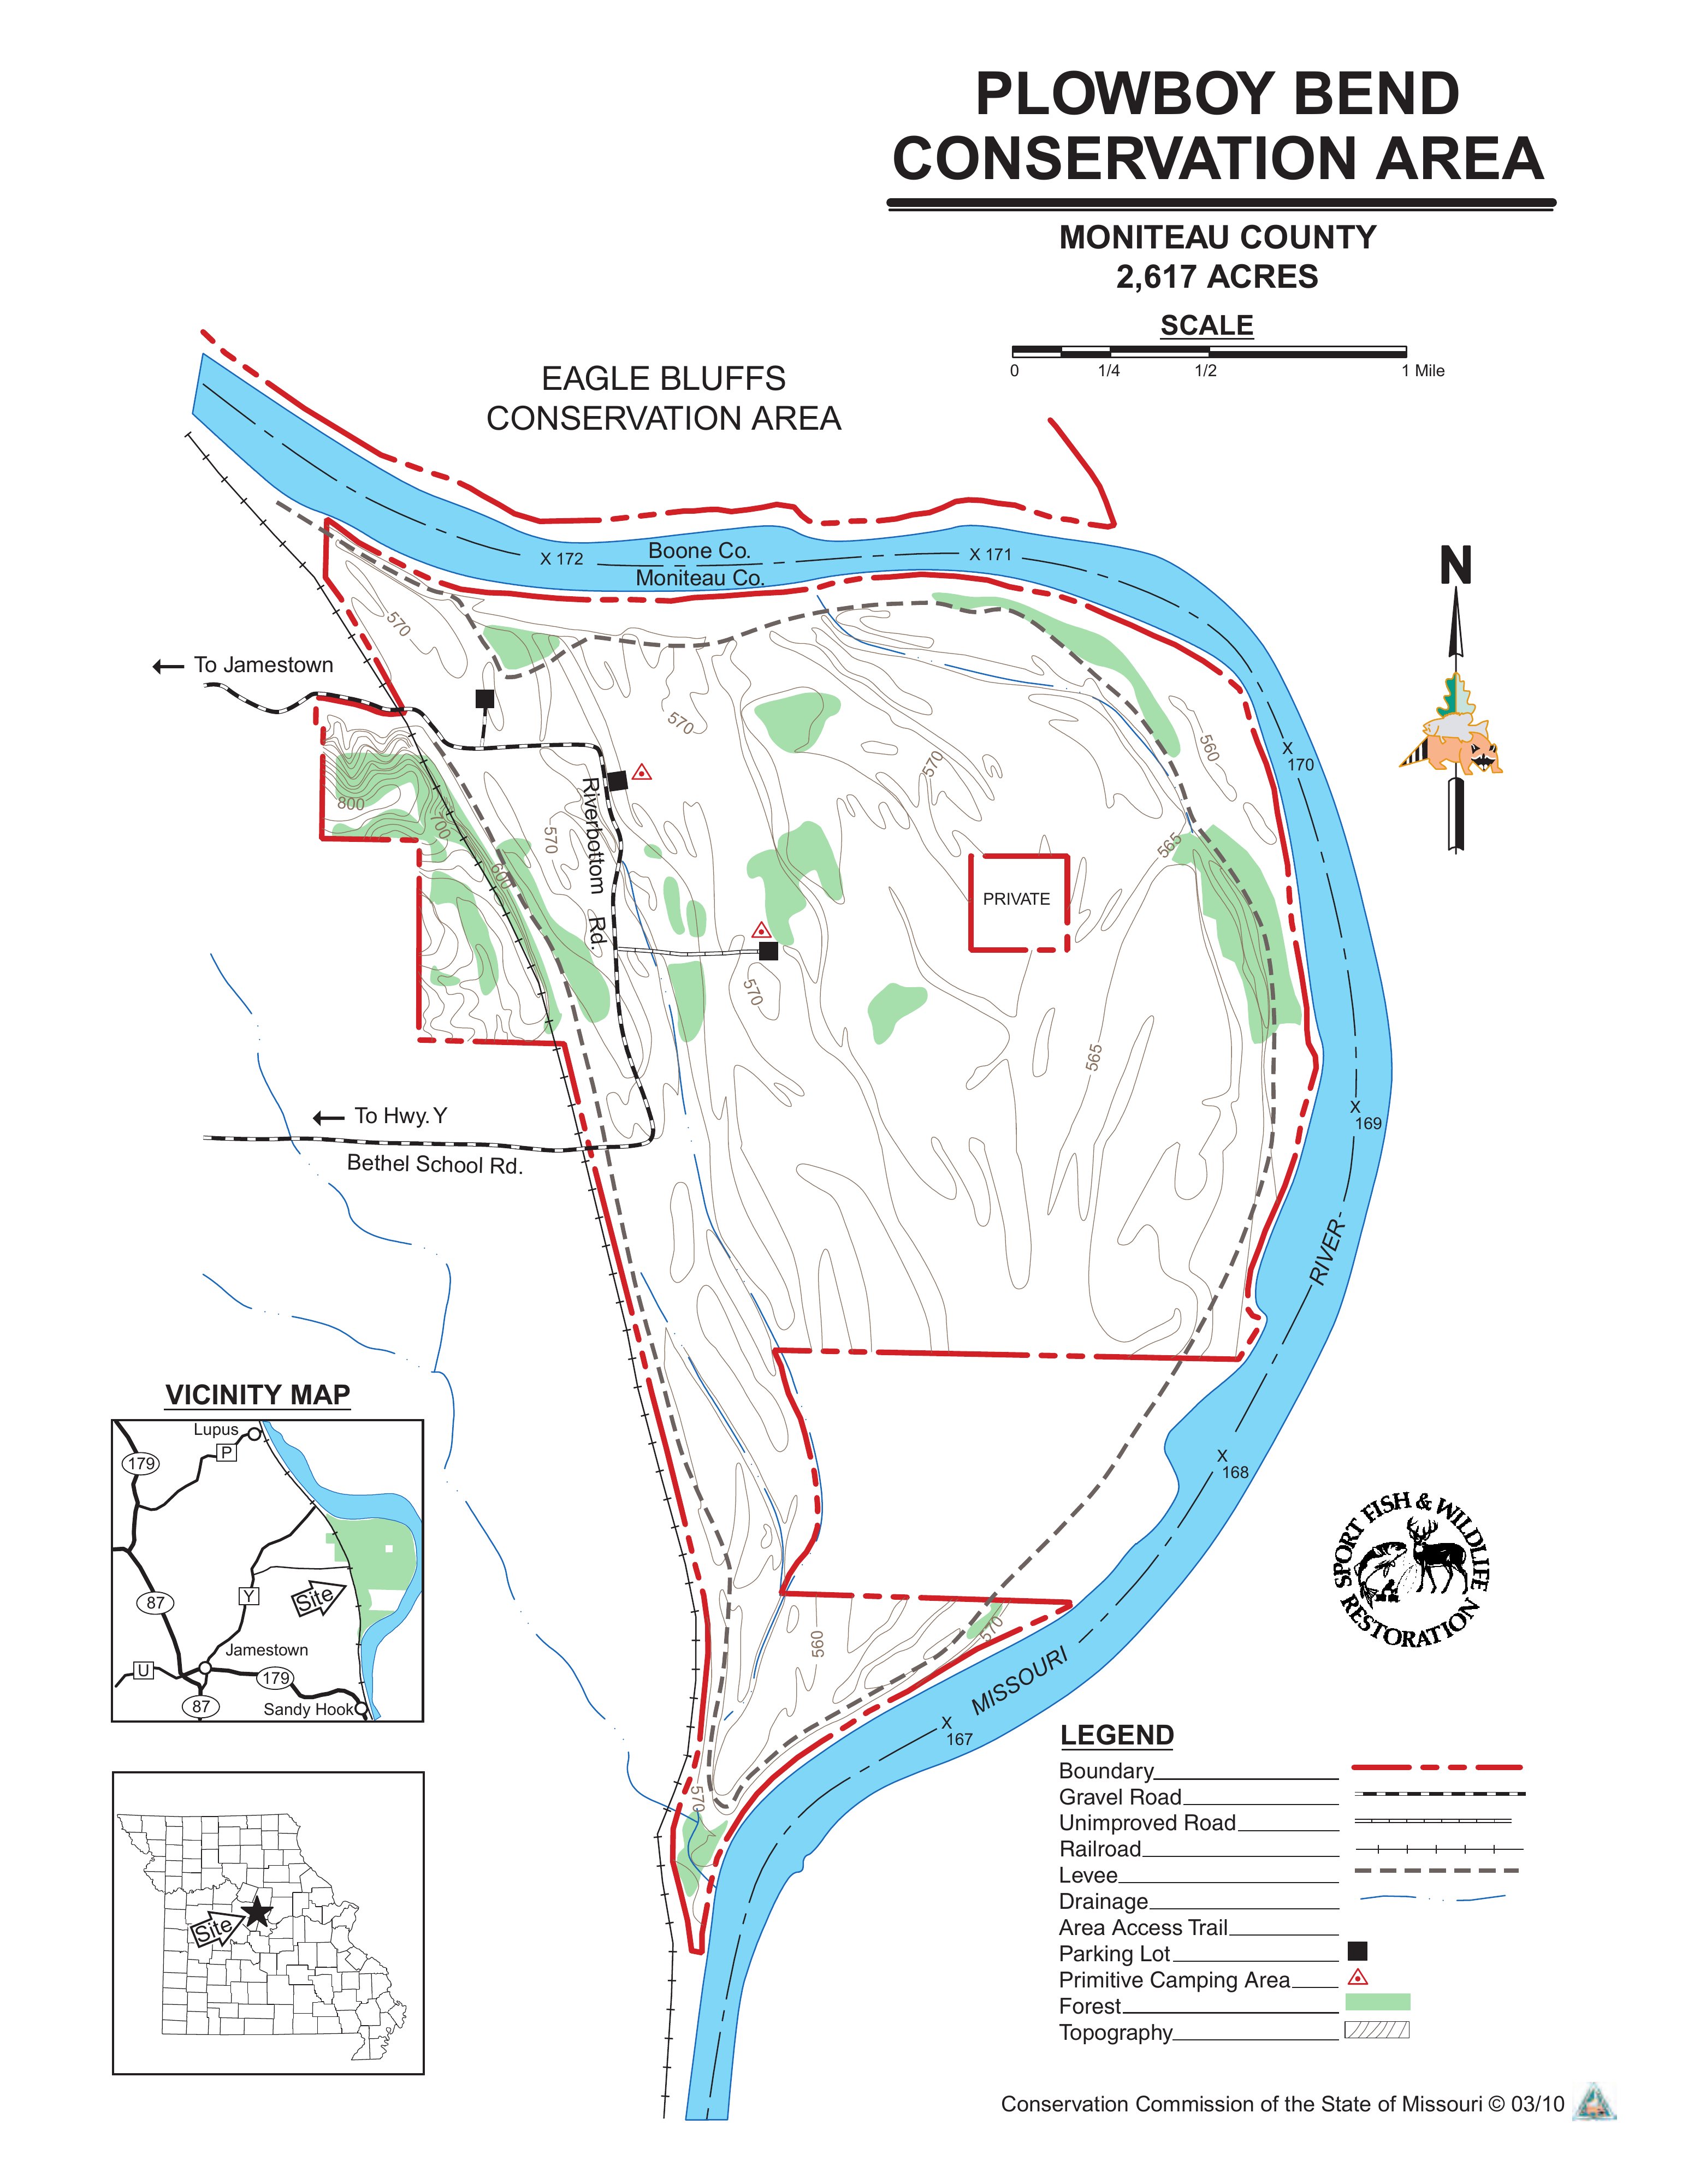 PLOWBOY BEND
CONSERVATION AREA
MONITEAU COUNTY
2,617 ACRES
SCALE
0 1/4 1/2 1 Mile
EAGLE BLUFFS
CONSERVATION AREA
N
X 172
Boone Co.
Moniteau Co.
X 171
570
To Jamestown
570
570
560
X
170
800
700
600
570
Riverbottom Rd.
565
PRIVATE
570
565
X
169
To Hwy. Y
Bethel School Rd.
RIVER
X
168
560
570
MISSOURI
X
167
570
VICINITY MAP
Lupus
P
179
87
Y
Site
Jamestown
U
179
87
Sandy Hook
Site
SPORT FISH & WILDLIFE
RESTORATION
LEGEND
Boundary
Gravel Road
Unimproved Road
Railroad
Levee
Drainage
Area Access Trail
Parking Lot
Primitive Camping Area
Forest
Topography
Conservation Commission of the State of Missouri © 03/10